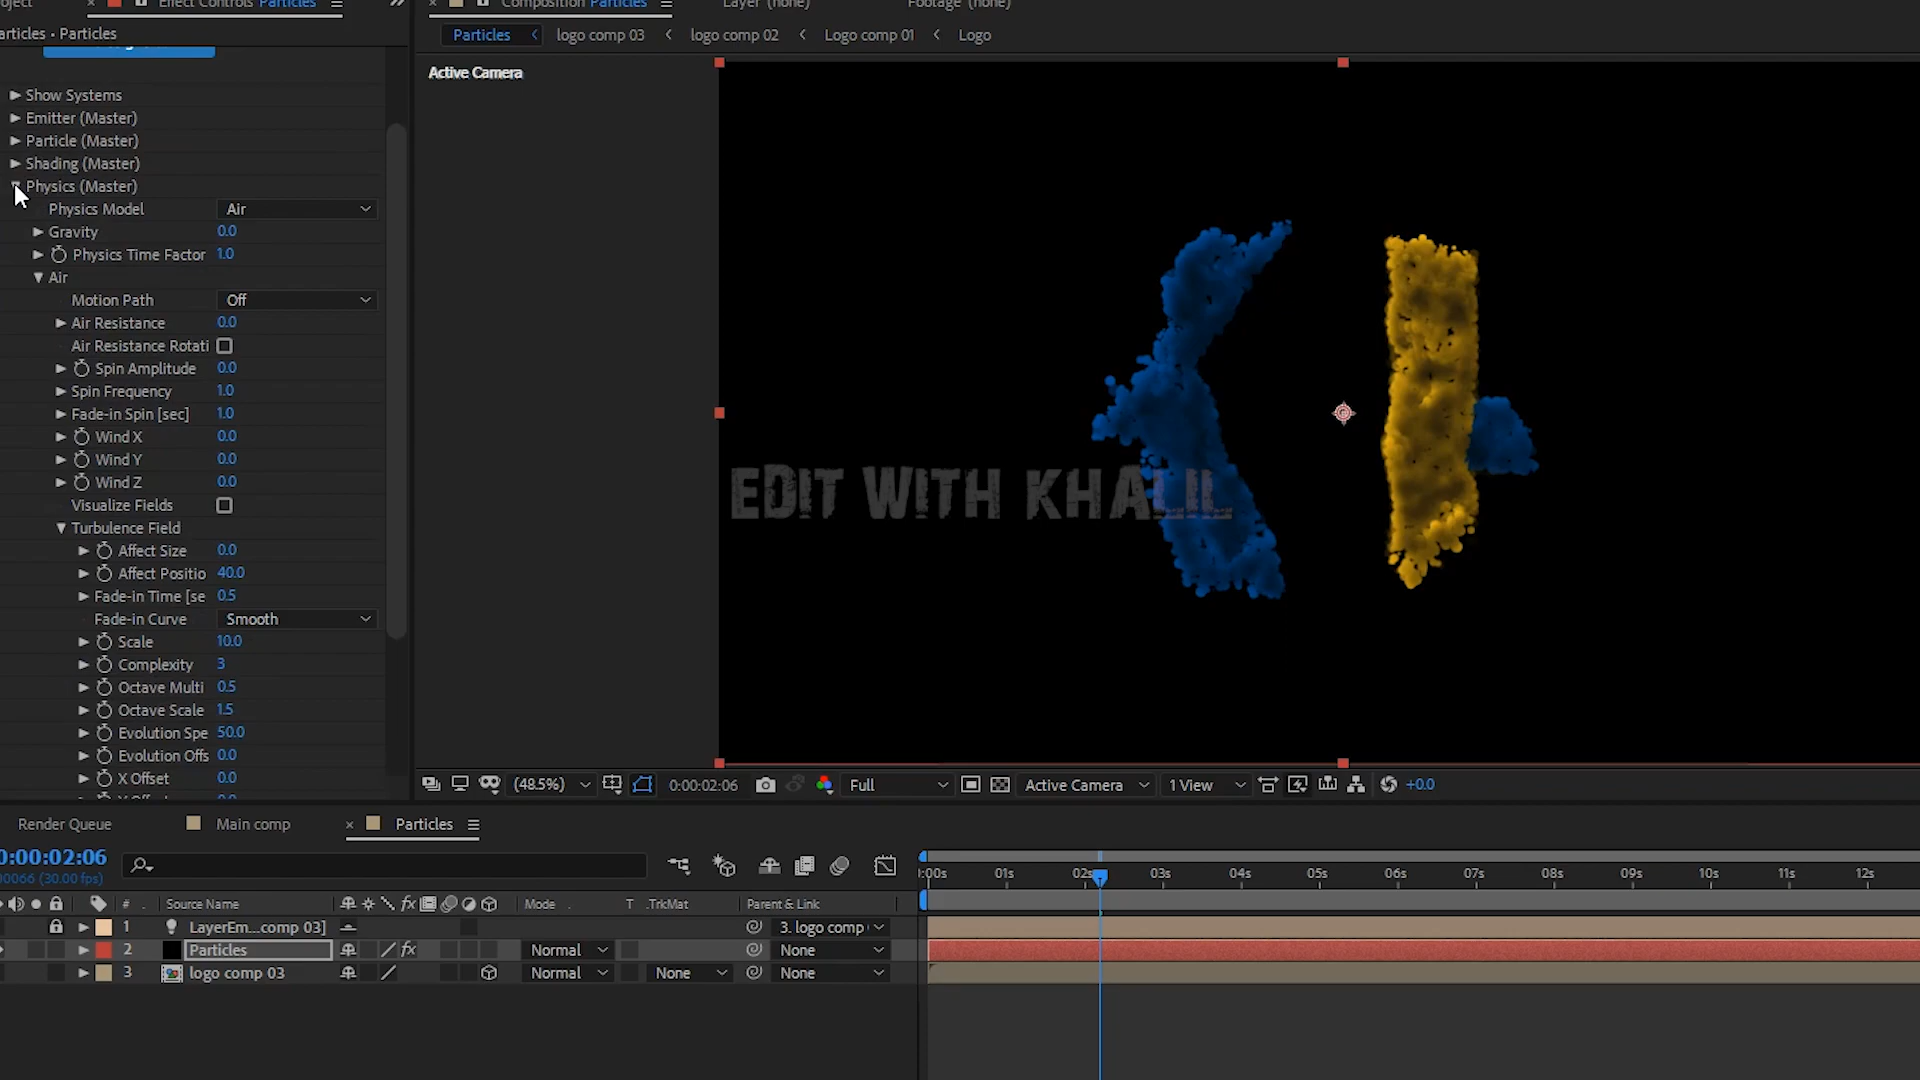 oject
Effect Controls Particles
Composition Particles
Layer (none)
Footage (none)
articles • Particles
Particles
logo comp 03
logo comp 02
Logo comp 01
Logo
Active Camera
Show Systems
Emitter (Master)
Particle (Master)
Shading (Master)
Physics (Master)
Physics Model Air
Gravity 0.0
Physics Time Factor 1.0
Air
Motion Path Off
Air Resistance 0.0
Air Resistance Rotati
Spin Amplitude 0.0
Spin Frequency 1.0
Fade-in Spin [sec] 1.0
Wind X 0.0
Wind Y 0.0
Wind Z 0.0
Visualize Fields
Turbulence Field
Affect Size 0.0
Affect Positio 40.0
Fade-in Time [se 0.5
Fade-in Curve Smooth
Scale 10.0
Complexity 3
Octave Multi 0.5
Octave Scale 1.5
Evolution Spe 50.0
Evolution Offs 0.0
X Offset 0.0
EDIT WITH KHALIL
(48.5%) 0:00:02:06 Full Active Camera 1 View +0.0
Render Queue Main comp Particles
0:00:02:06
00066 (30.00 fps)
:00s 01s 02s 03s 04s 05s 06s 07s 08s 09s 10s 11s 12s
# . Source Name Mode T .TrkMat Parent & Link
1 LayerEm...comp 03] 3. logo comp
2 Particles Normal None
3 logo comp 03 Normal None None